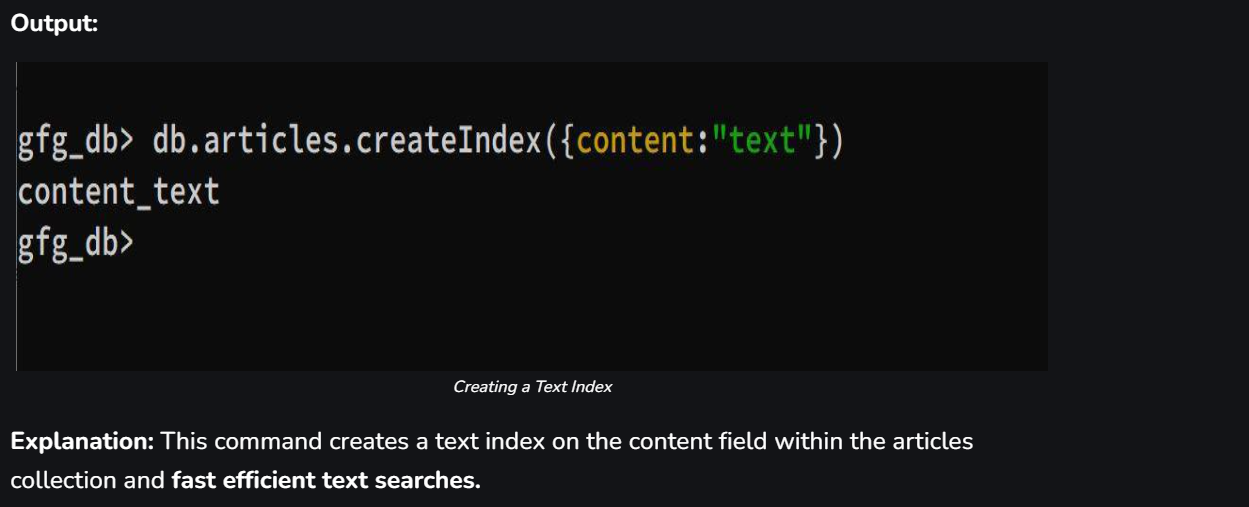 Output:
gfg_db> db.articles.createIndex({content:"text"})
content_text
gfg_db>
Creating a Text Index
Explanation: This command creates a text index on the content field within the articles
collection and fast efficient text searches.